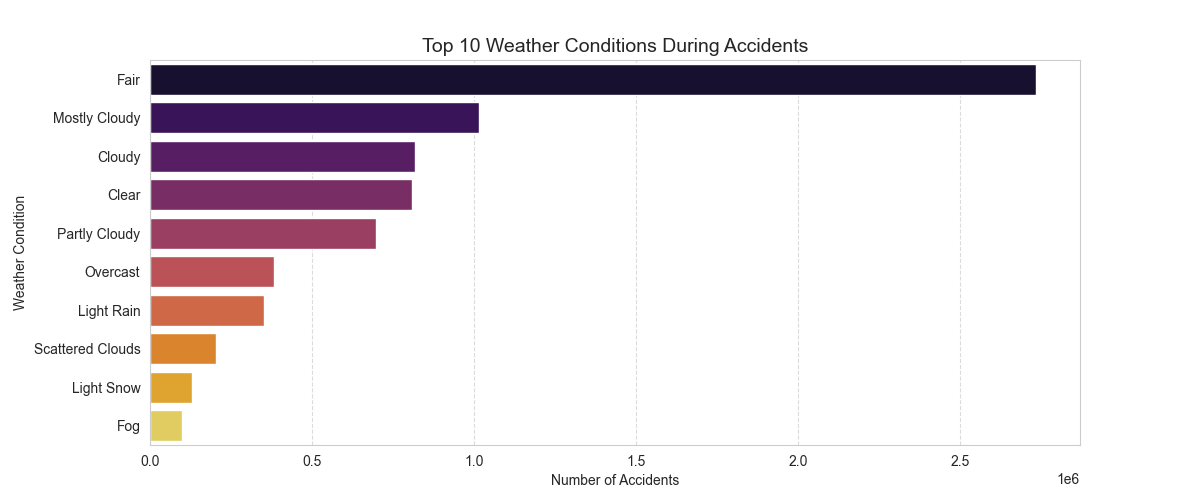 Top 10 Weather Conditions During Accidents
Fair
Mostly Cloudy
Cloudy
Clear
Partly Cloudy
Overcast
Light Rain
Scattered Clouds
Light Snow
Fog
Weather Condition
0.0 0.5 1.0 1.5 2.0 2.5
1e6
Number of Accidents